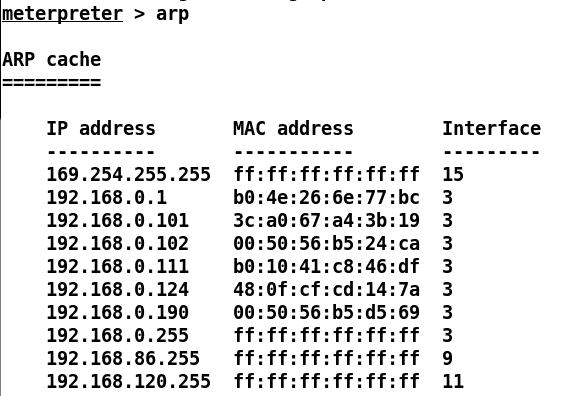 meterpreter > arp
ARP cache
=========
IP address MAC address Interface
---------- ----------- ---------
169.254.255.255 ff:ff:ff:ff:ff:ff 15
192.168.0.1 b0:4e:26:6e:77:bc 3
192.168.0.101 3c:a0:67:a4:3b:19 3
192.168.0.102 00:50:56:b5:24:ca 3
192.168.0.111 b0:10:41:c8:46:df 3
192.168.0.124 48:0f:cf:cd:14:7a 3
192.168.0.190 00:50:56:b5:d5:69 3
192.168.0.255 ff:ff:ff:ff:ff:ff 3
192.168.86.255 ff:ff:ff:ff:ff:ff 9
192.168.120.255 ff:ff:ff:ff:ff:ff 11